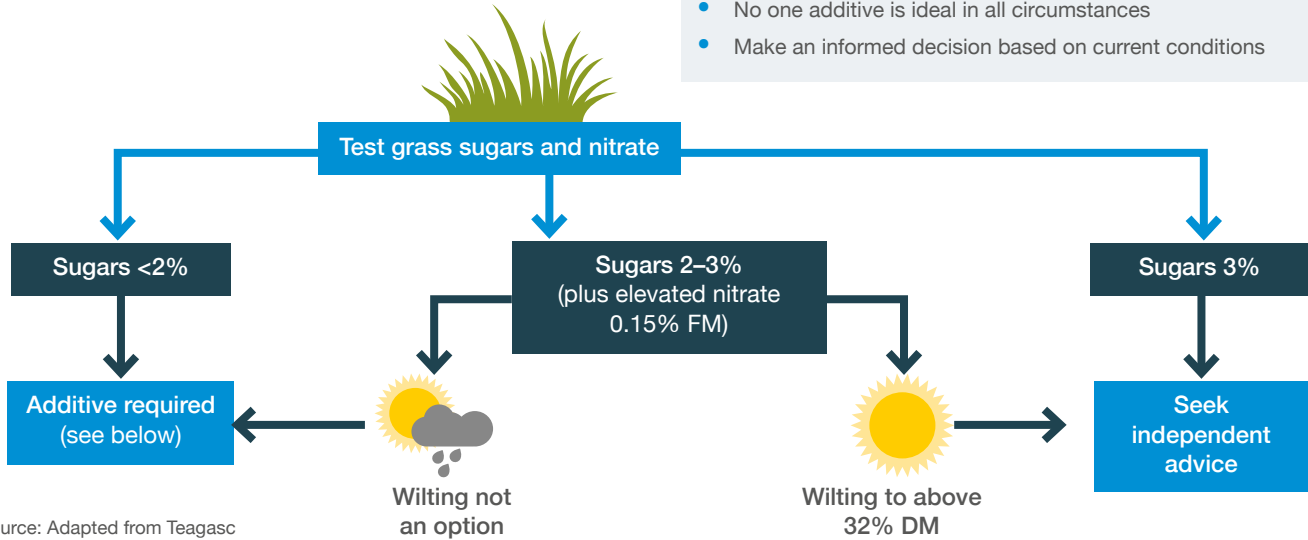 • No one additive is ideal in all circumstances
• Make an informed decision based on current conditions
Test grass sugars and nitrate
Sugars <2%
Sugars 2–3%
(plus elevated nitrate
0.15% FM)
Sugars 3%
Additive required
(see below)
Seek
independent
advice
Wilting not
an option
Wilting to above
32% DM
urce: Adapted from Teagasc